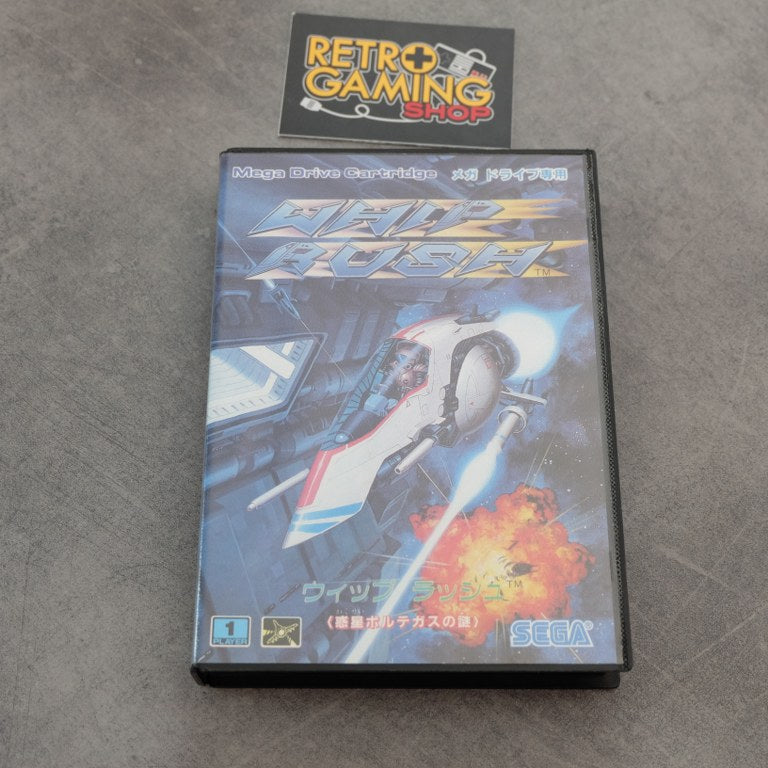 RETRO
GAMING
SHOP
Mega Drive Cartridge メガ ドライブ専用
WHIP
RUSH TM
ウィップ ラッシュ TM
《惑星ボルテガスの謎》
1
PLAYER
SEGA®